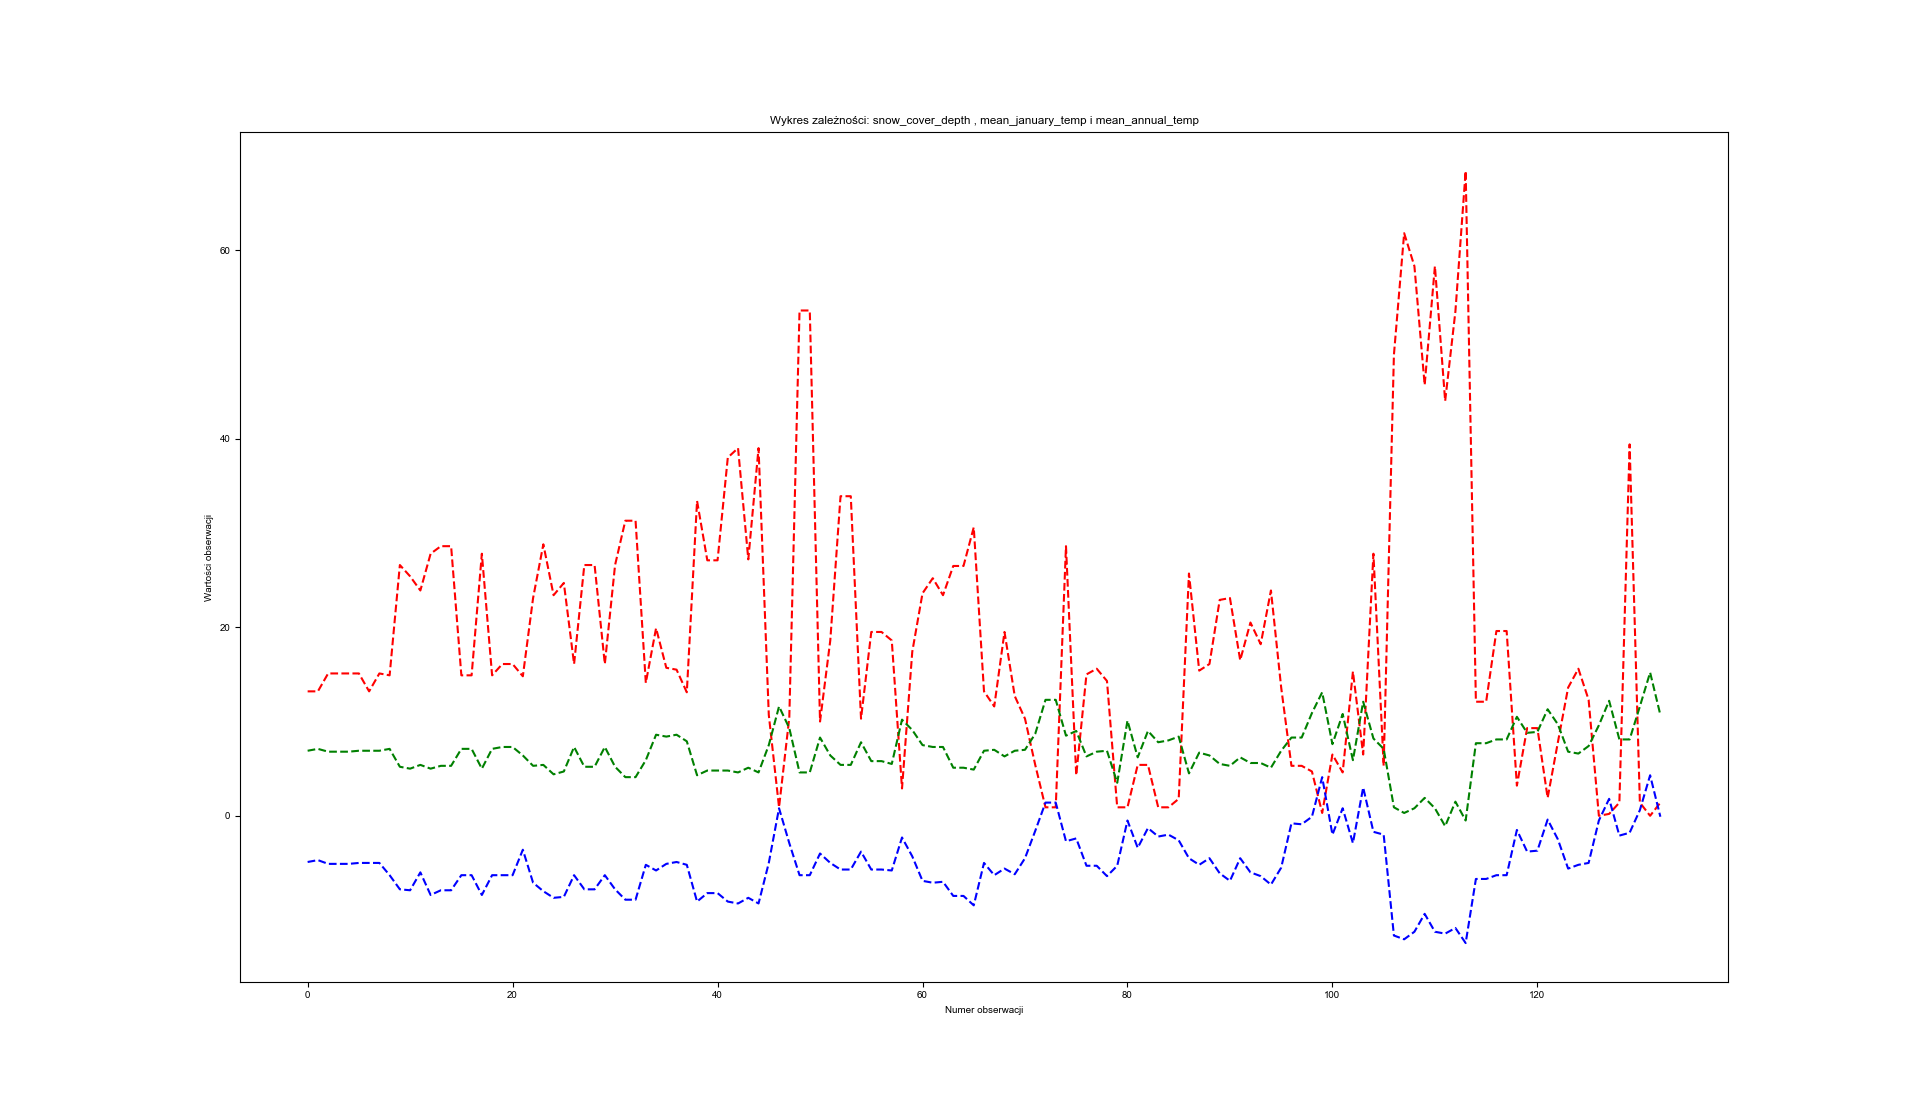 Wykres zależności: snow_cover_depth , mean_january_temp i mean_annual_temp
60
40
20
0
Wartości obserwacji
0 20 40 60 80 100 120
Numer obserwacji